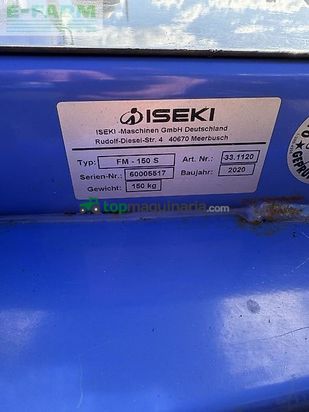 E-FARM
ISEKI
ISEKI -Maschinen GmbH Deutschland
Rudolf-Diesel-Str. 4 40670 Meerbusch
Typ: FM - 150 S Art. Nr.: 33.1120
Serien-Nr.: 60005517 Baujahr: 2020
Gewicht: 150 kg
topmaquinaria.com